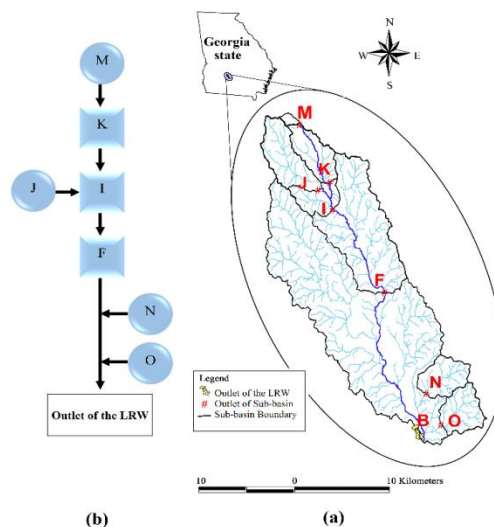 M
K
J
I
F
N
O
Outlet of the LRW
(b)
Georgia
state
N
W E
S
M
K
J
I
F
N
B O
Legend
Outlet of the LRW
# Outlet of Sub-basin
Sub-basin Boundary
10 0 10 Kilometers
(a)